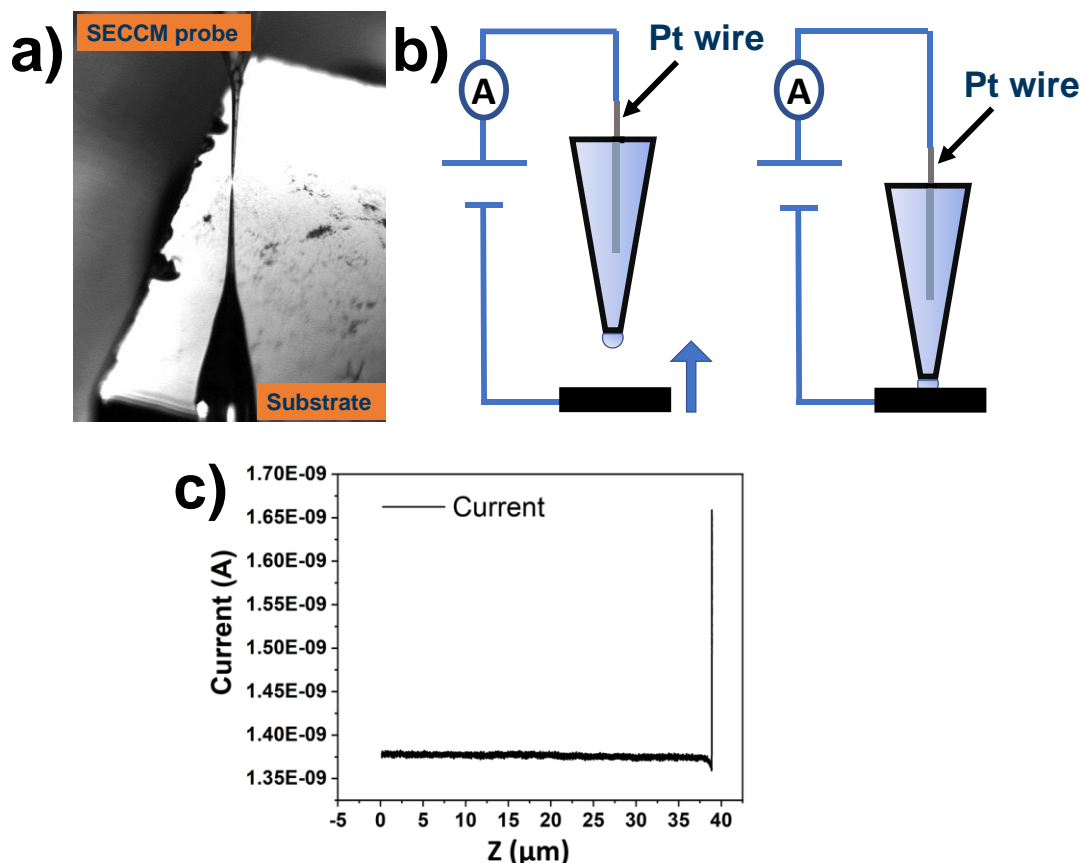 a)
SECCM probe
Substrate
b)
Pt wire
A
Pt wire
A
c)
1.70E-09
1.65E-09
1.60E-09
1.55E-09
1.50E-09
1.45E-09
1.40E-09
1.35E-09
Current (A)
Current
-5 0 5 10 15 20 25 30 35 40
Z (μm)